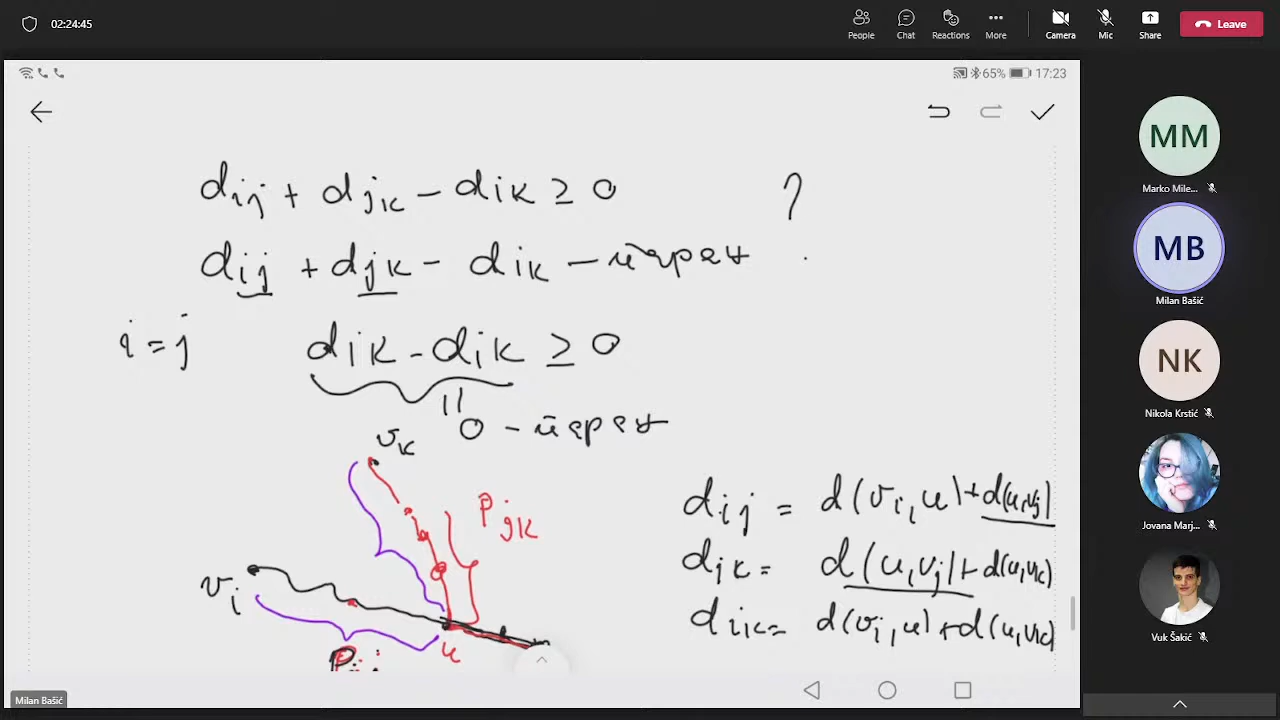 02:24:45
People
Chat
Reactions
More
Camera
Mic
Share
Leave
65% 17:23
dij + djk − dik ≥ 0 ?
dij + djk − dik − паран
i = j
dik − dik ≥ 0
0 − паран
vk
Pjk
vi
u
dij = d(vi, u) + d(u, vj)
djk = d(u, vj) + d(u, vk)
dik = d(vi, u) + d(u, vk)
Milan Bašić
MM
Marko Mile...
MB
Milan Bašić
NK
Nikola Krstić
Jovana Marj...
Vuk Šakić